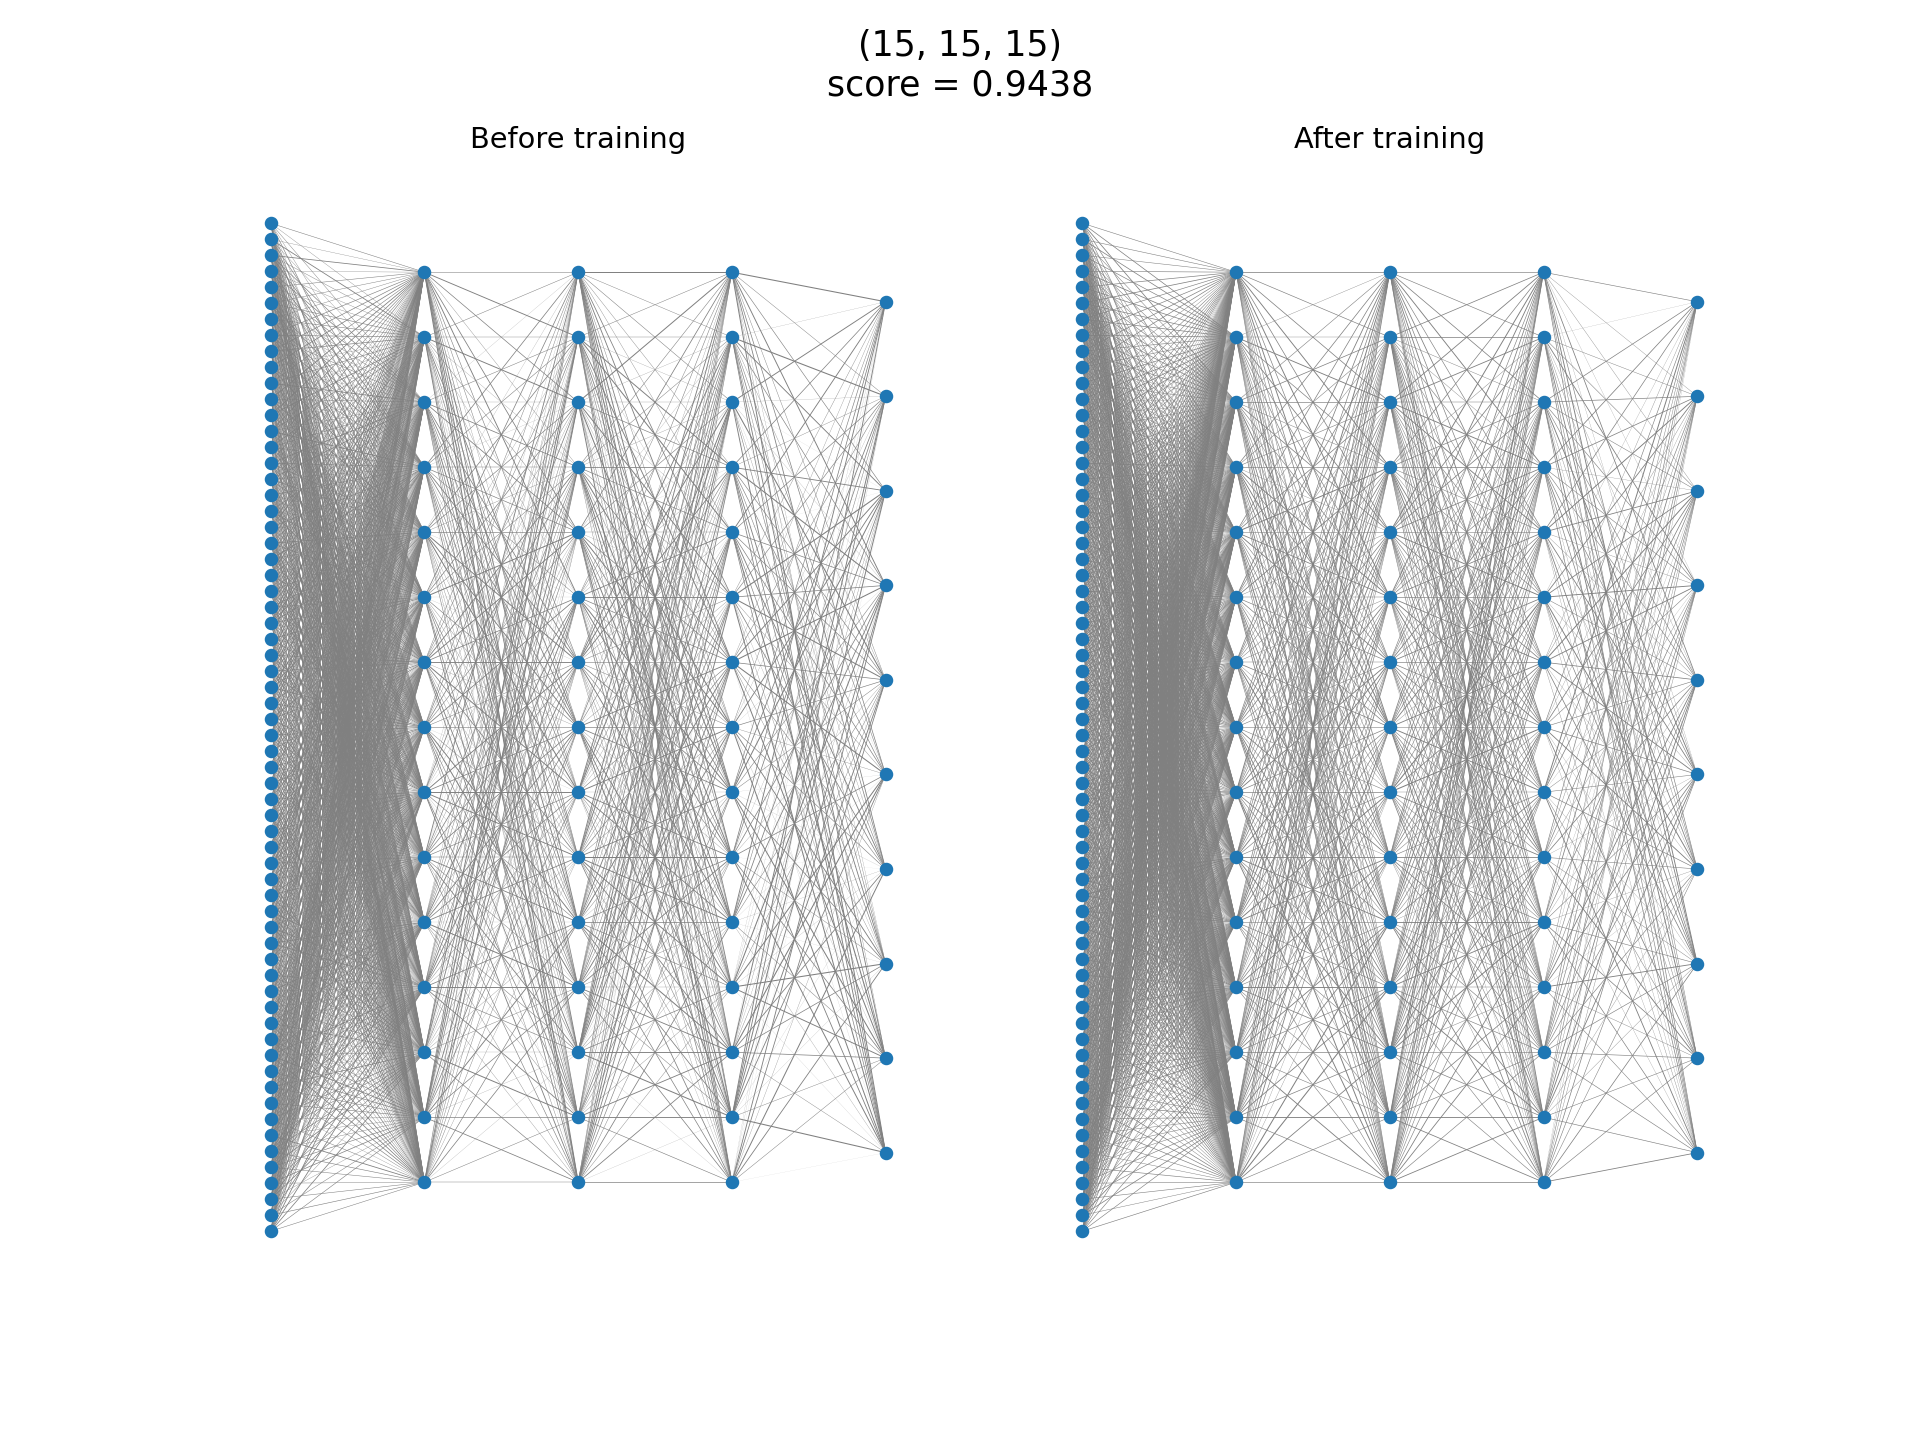 (15, 15, 15)
score = 0.9438
Before training
After training